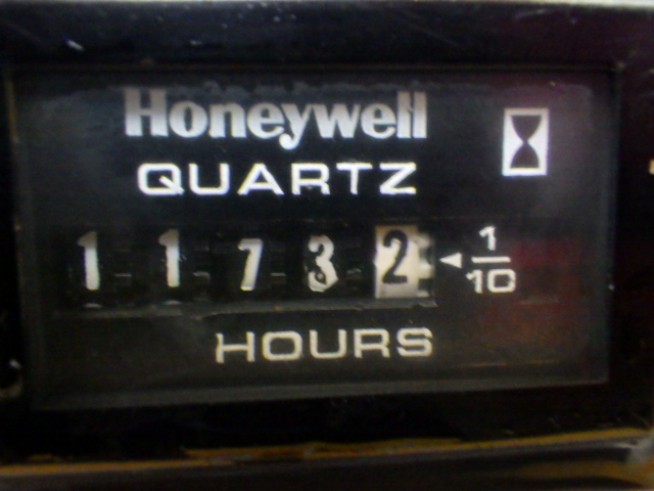 Honeywell
QUARTZ
1 1 7 3 2 ◄ 1/10
HOURS